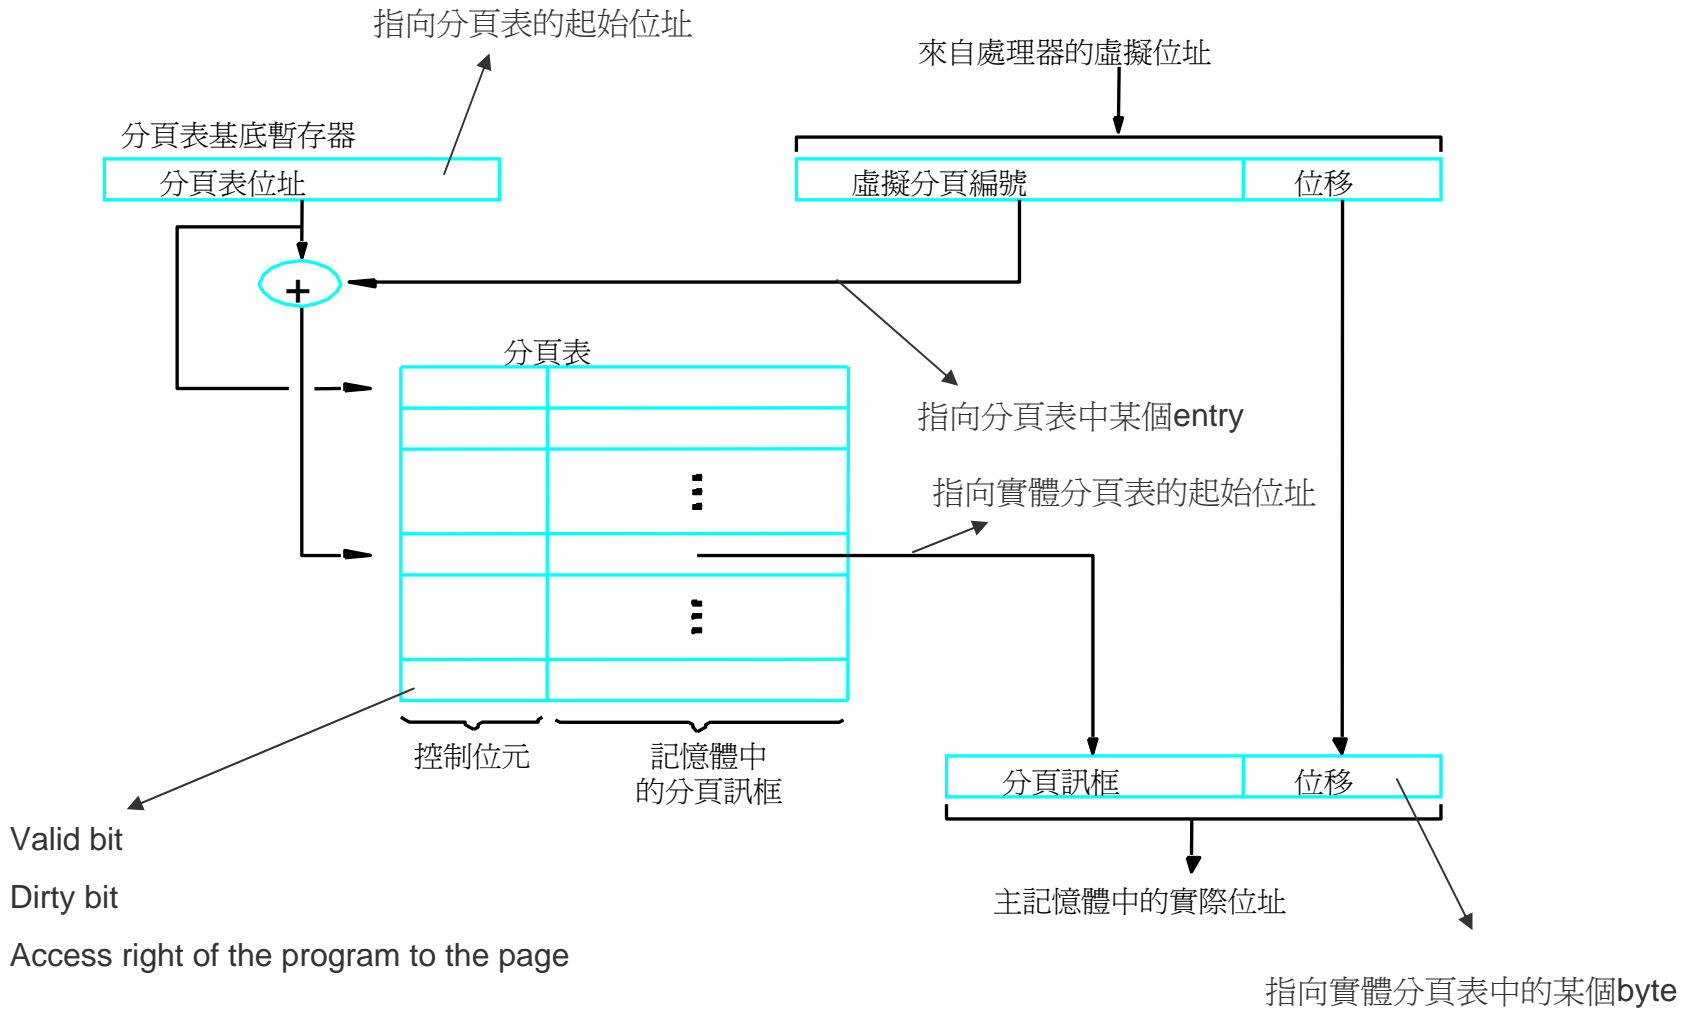 指向分頁表的起始位址
來自處理器的虛擬位址
分頁表基底暫存器
分頁表位址
虛擬分頁編號
位移
+
分頁表
指向分頁表中某個entry
指向實體分頁表的起始位址
控制位元
記憶體中
的分頁訊框
分頁訊框
位移
Valid bit
Dirty bit
主記憶體中的實際位址
Access right of the program to the page
指向實體分頁表中的某個byte